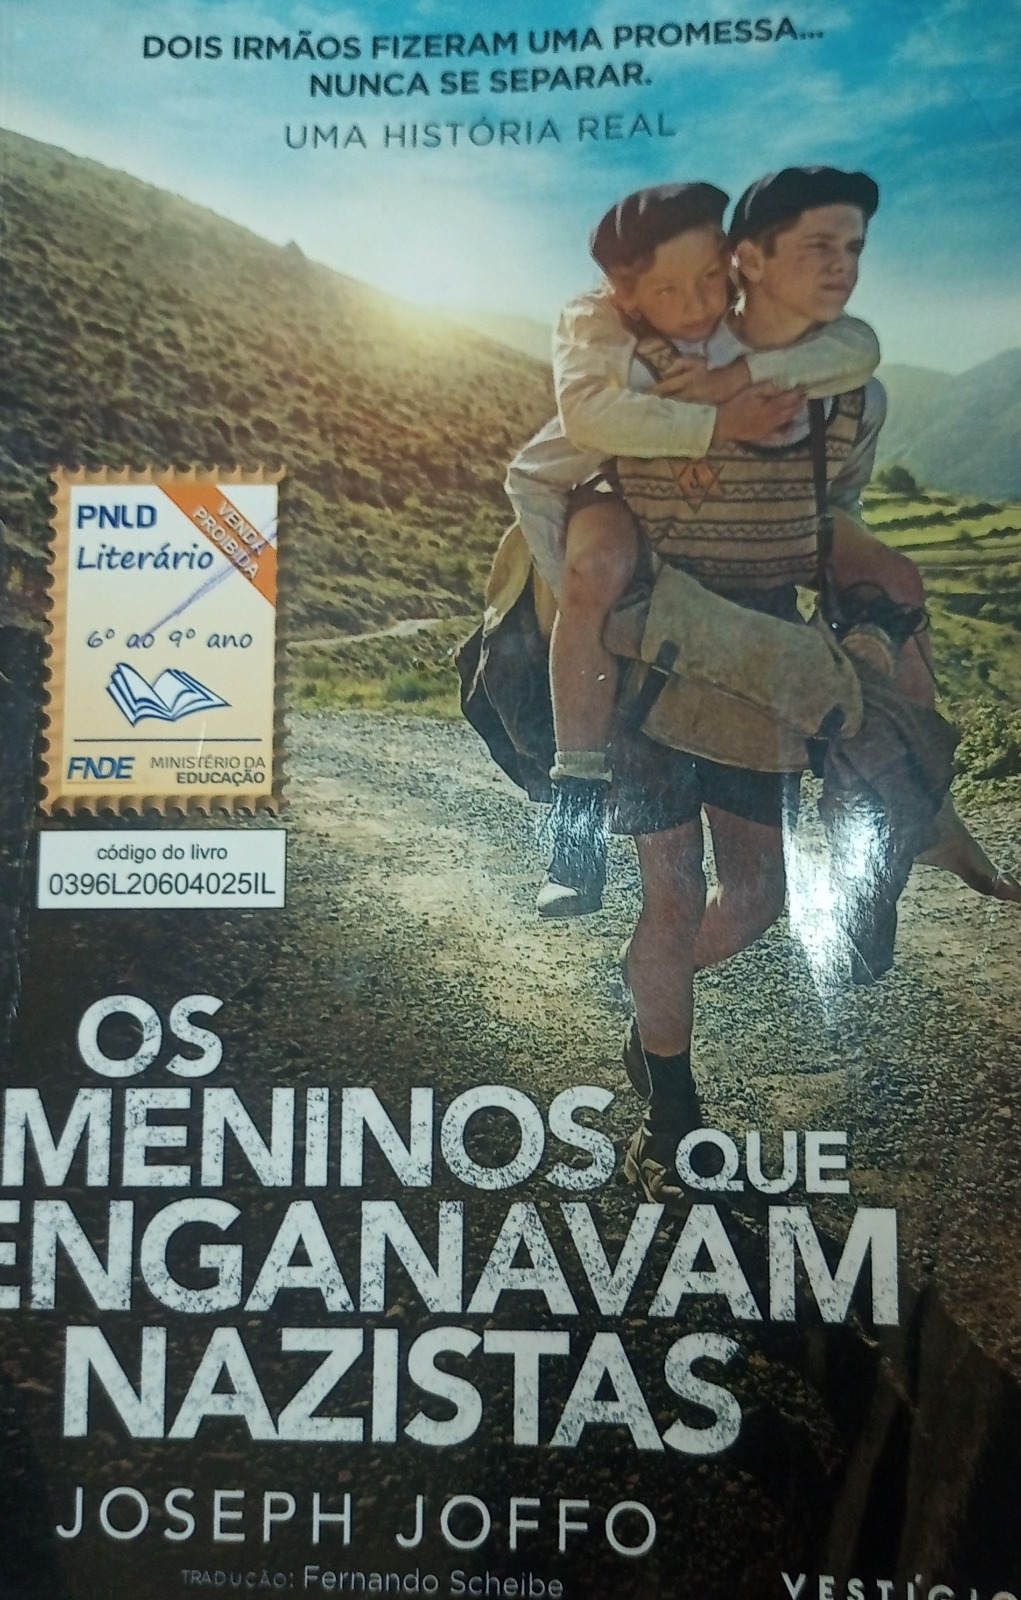 DOIS IRMÃOS FIZERAM UMA PROMESSA...
NUNCA SE SEPARAR.
UMA HISTÓRIA REAL
PNLD
Literário
VENDA
PROIBIDA
6º ao 9º ano
FNDE
MINISTÉRIO DA
EDUCAÇÃO
código do livro
0396L20604025IL
OS
MENINOS QUE
ENGANAVAM
NAZISTAS
JOSEPH JOFFO
TRADUÇÃO: Fernando Scheibe
VESTÍGIO